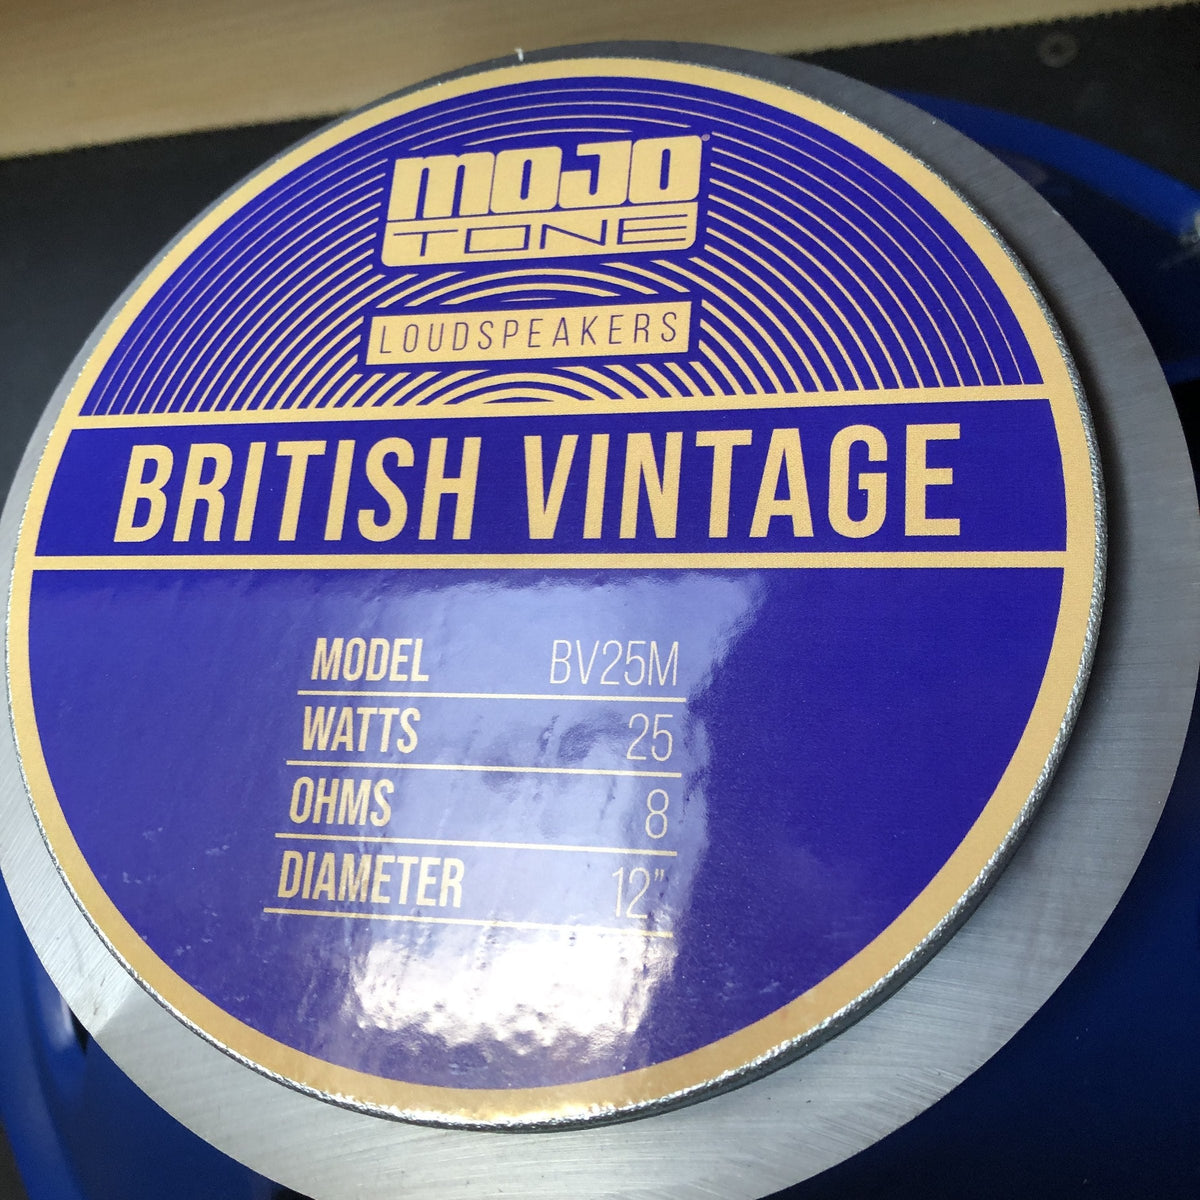 MOJO
TONE
LOUDSPEAKERS
BRITISH VINTAGE
MODEL BV25M
WATTS 25
OHMS 8
DIAMETER 12"